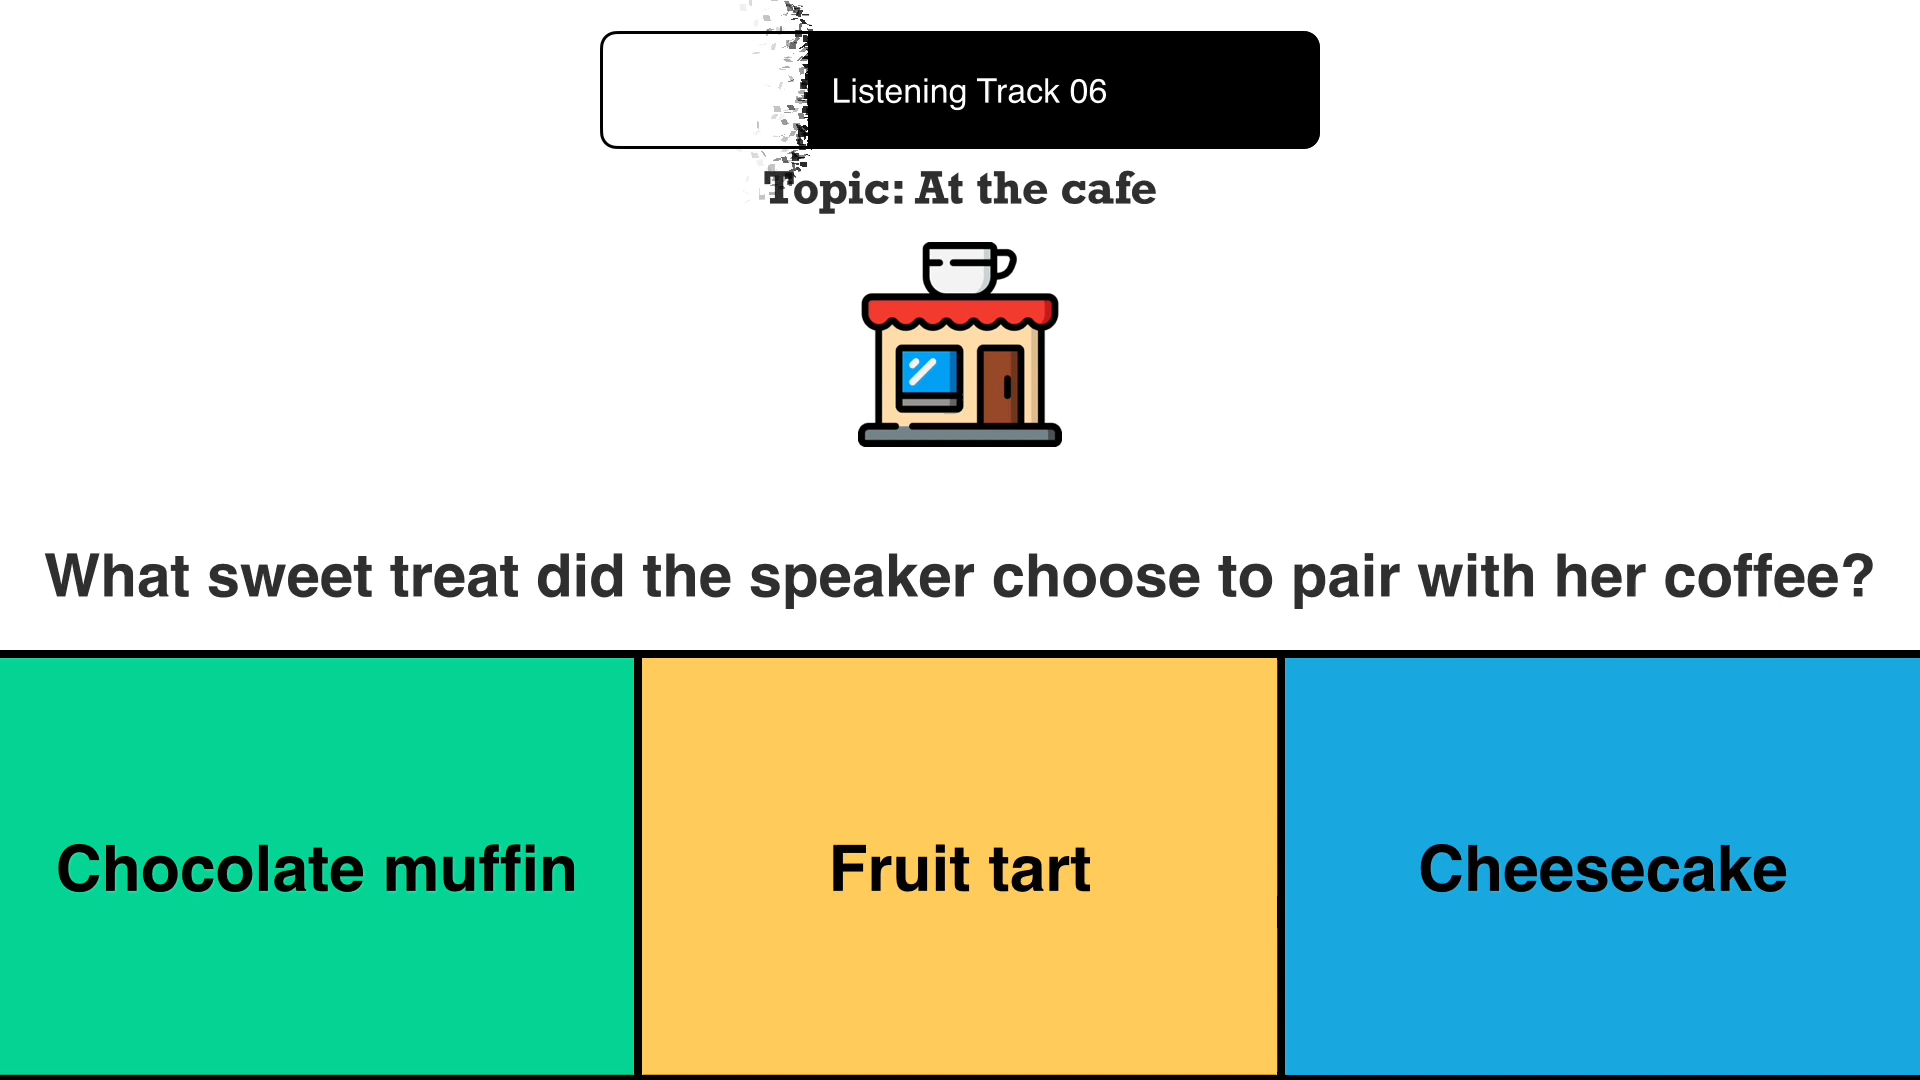 Listening Track 06
Topic: At the cafe
What sweet treat did the speaker choose to pair with her coffee?
Chocolate muffin
Fruit tart
Cheesecake